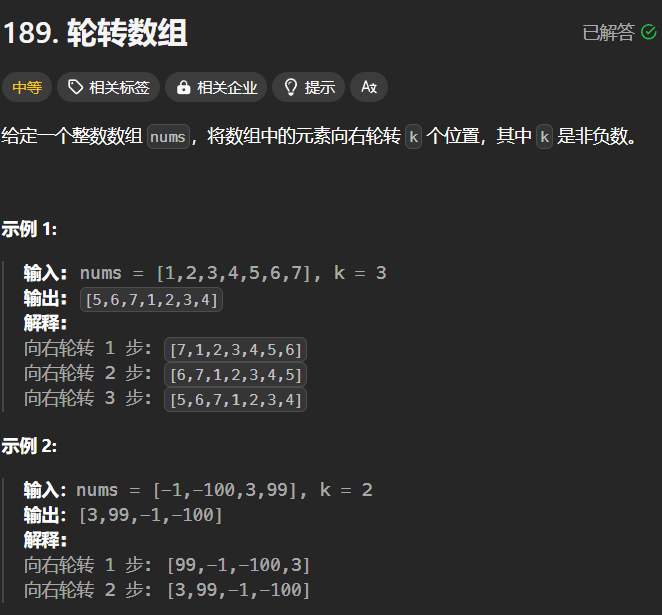 189. 轮转数组
已解答
中等 相关标签 相关企业 提示 Aあ
给定一个整数数组 nums，将数组中的元素向右轮转 k 个位置，其中 k 是非负数。
示例 1:
输入: nums = [1,2,3,4,5,6,7], k = 3
输出: [5,6,7,1,2,3,4]
解释:
向右轮转 1 步: [7,1,2,3,4,5,6]
向右轮转 2 步: [6,7,1,2,3,4,5]
向右轮转 3 步: [5,6,7,1,2,3,4]
示例 2:
输入：nums = [-1,-100,3,99], k = 2
输出：[3,99,-1,-100]
解释:
向右轮转 1 步: [99,-1,-100,3]
向右轮转 2 步: [3,99,-1,-100]